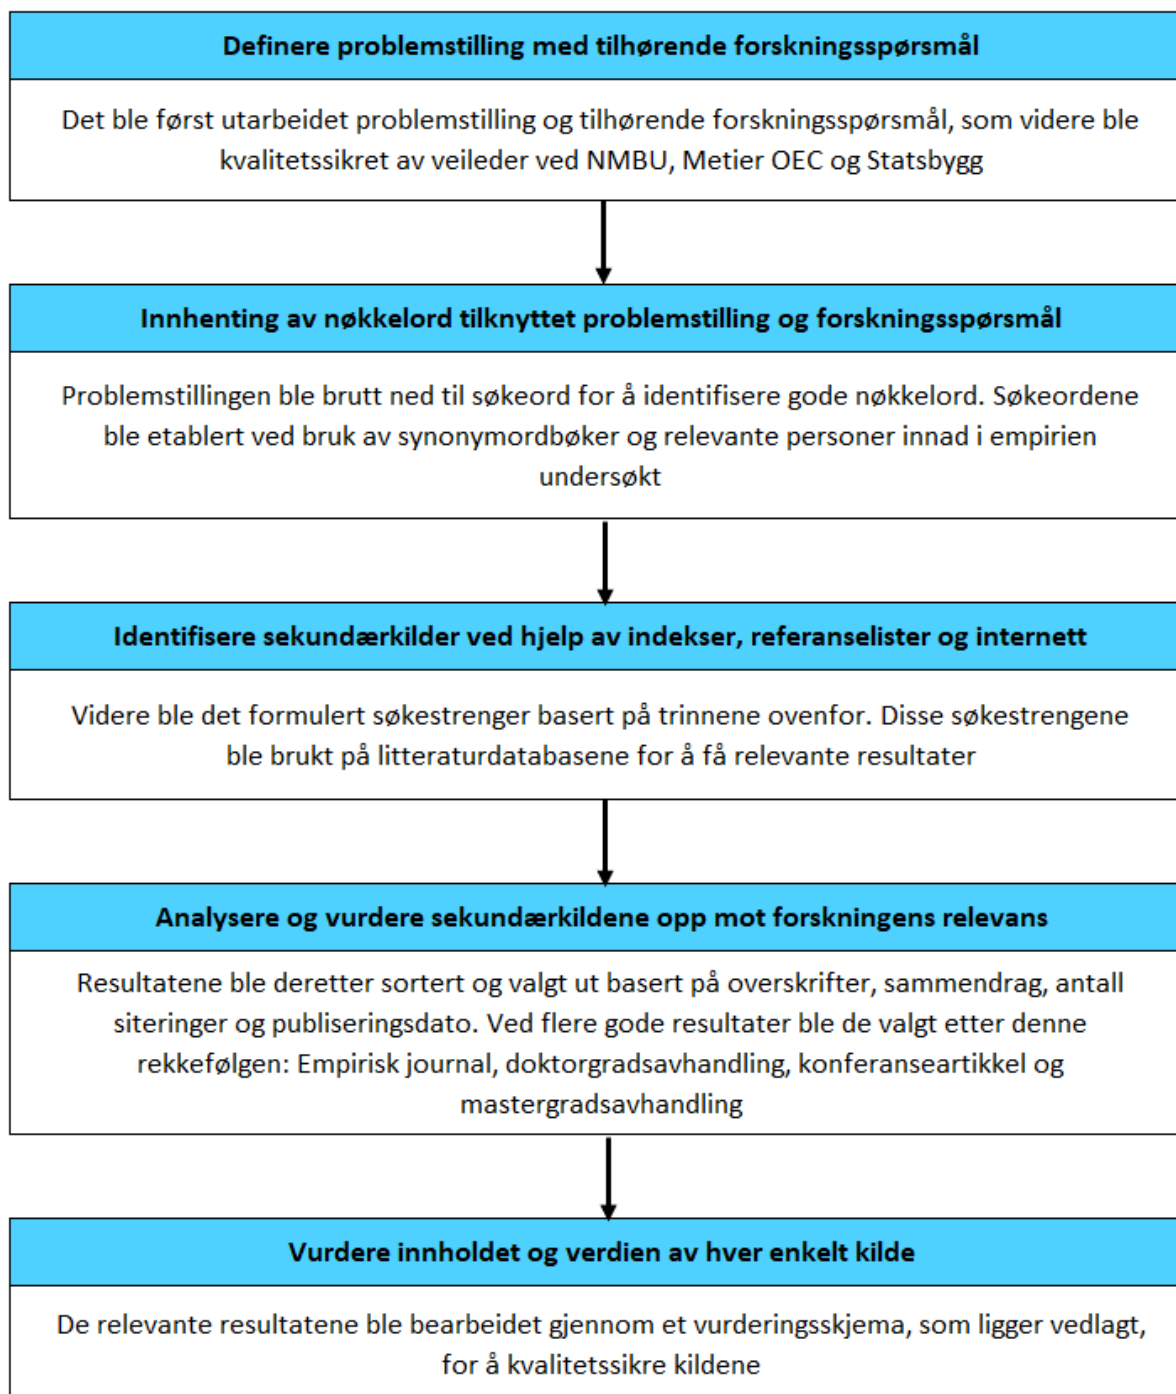 Definere problemstilling med tilhørende forskningsspørsmål
Det ble først utarbeidet problemstilling og tilhørende forskningsspørsmål, som videre ble
kvalitetssikret av veileder ved NMBU, Metier OEC og Statsbygg
Innhenting av nøkkelord tilknyttet problemstilling og forskningsspørsmål
Problemstillingen ble brutt ned til søkeord for å identifisere gode nøkkelord. Søkeordene
ble etablert ved bruk av synonymordbøker og relevante personer innad i empirien
undersøkt
Identifisere sekundærkilder ved hjelp av indekser, referanselister og internett
Videre ble det formulert søkestrenger basert på trinnene ovenfor. Disse søkestrengene
ble brukt på litteraturdatabasene for å få relevante resultater
Analysere og vurdere sekundærkildene opp mot forskningens relevans
Resultatene ble deretter sortert og valgt ut basert på overskrifter, sammendrag, antall
siteringer og publiseringsdato. Ved flere gode resultater ble de valgt etter denne
rekkefølgen: Empirisk journal, doktorgradsavhandling, konferanseartikkel og
mastergradsavhandling
Vurdere innholdet og verdien av hver enkelt kilde
De relevante resultatene ble bearbeidet gjennom et vurderingsskjema, som ligger vedlagt,
for å kvalitetssikre kildene